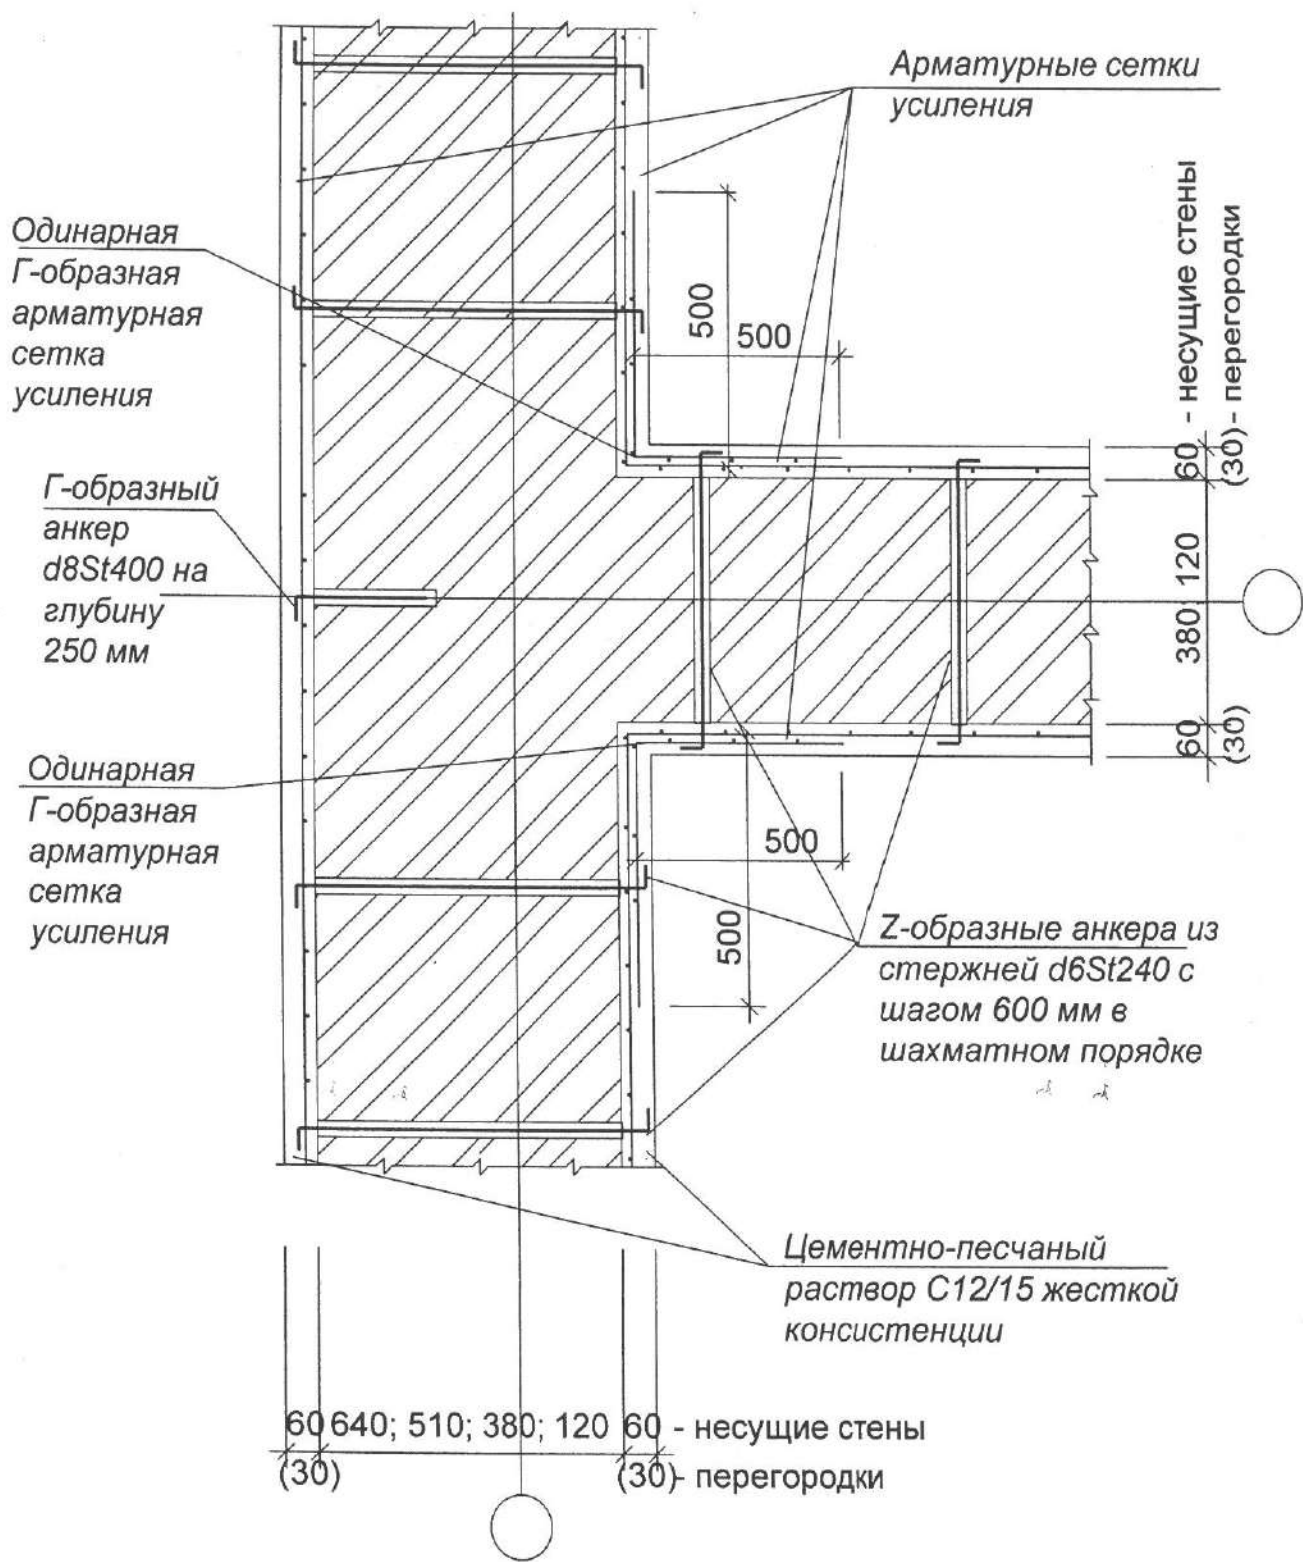 Арматурные сетки
усиления
Одинарная
Г-образная
арматурная
сетка
усиления
500
500
60 - несущие стены
(30)- перегородки
380; 120
60
(30)
Г-образный
анкер
d8St400 на
глубину
250 мм
Одинарная
Г-образная
арматурная
сетка
усиления
500
500
Z-образные анкера из
стержней d6St240 с
шагом 600 мм в
шахматном порядке
Цементно-песчаный
раствор С12/15 жесткой
консистенции
60 640; 510; 380; 120 60 - несущие стены
(30) (30)- перегородки